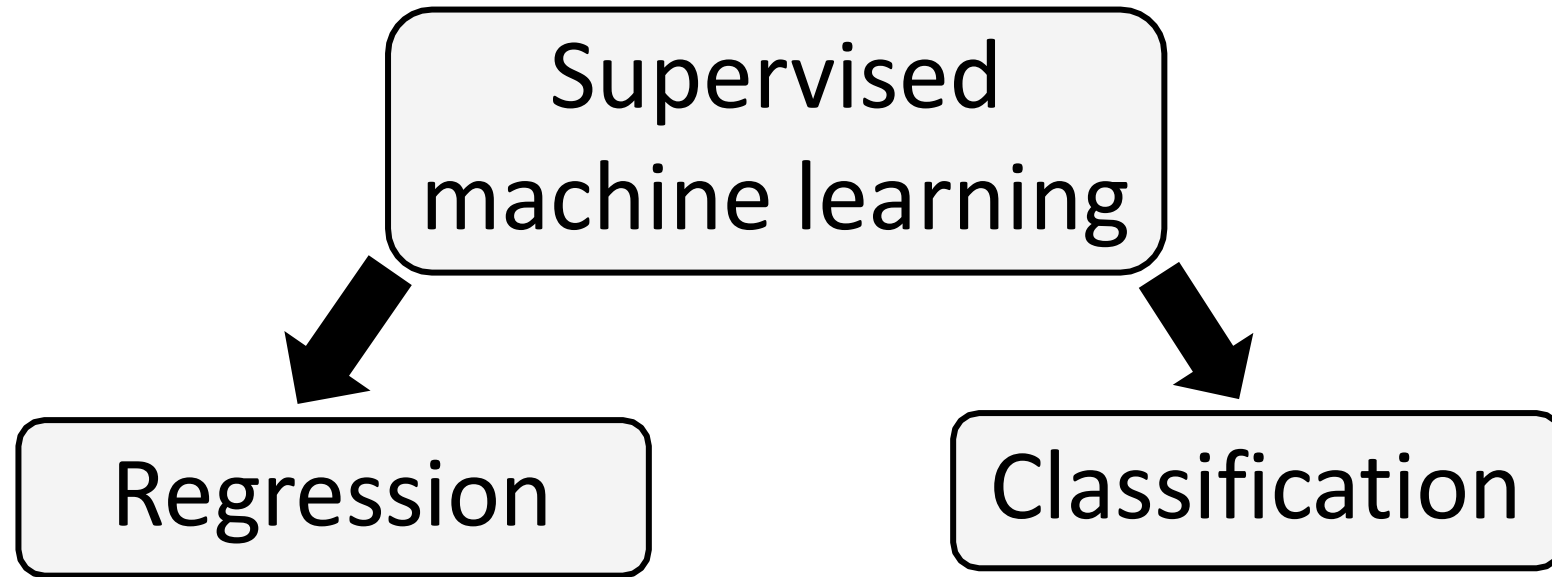 Supervised
machine learning
Regression
Classification